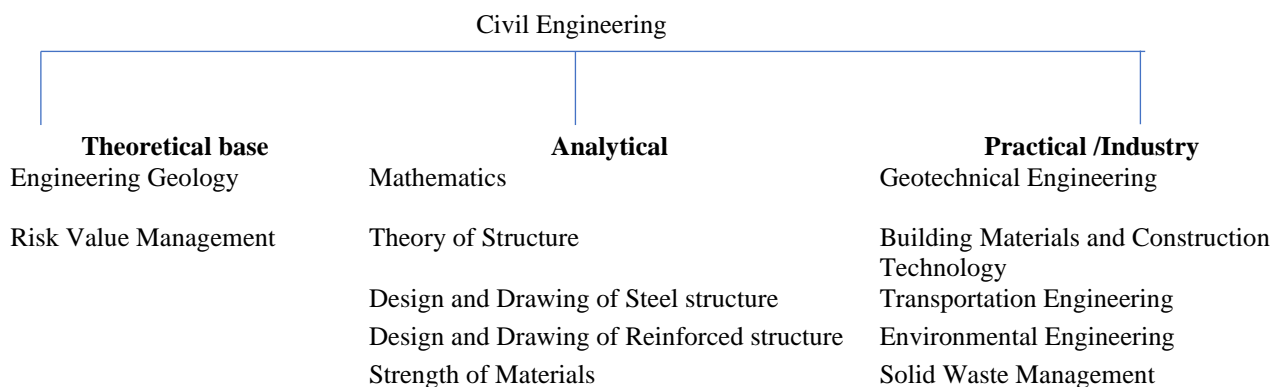 Civil Engineering
Theoretical base
Analytical
Practical /Industry
Engineering Geology
Mathematics
Geotechnical Engineering
Risk Value Management
Theory of Structure
Building Materials and Construction
Technology
Design and Drawing of Steel structure
Transportation Engineering
Design and Drawing of Reinforced structure
Environmental Engineering
Strength of Materials
Solid Waste Management